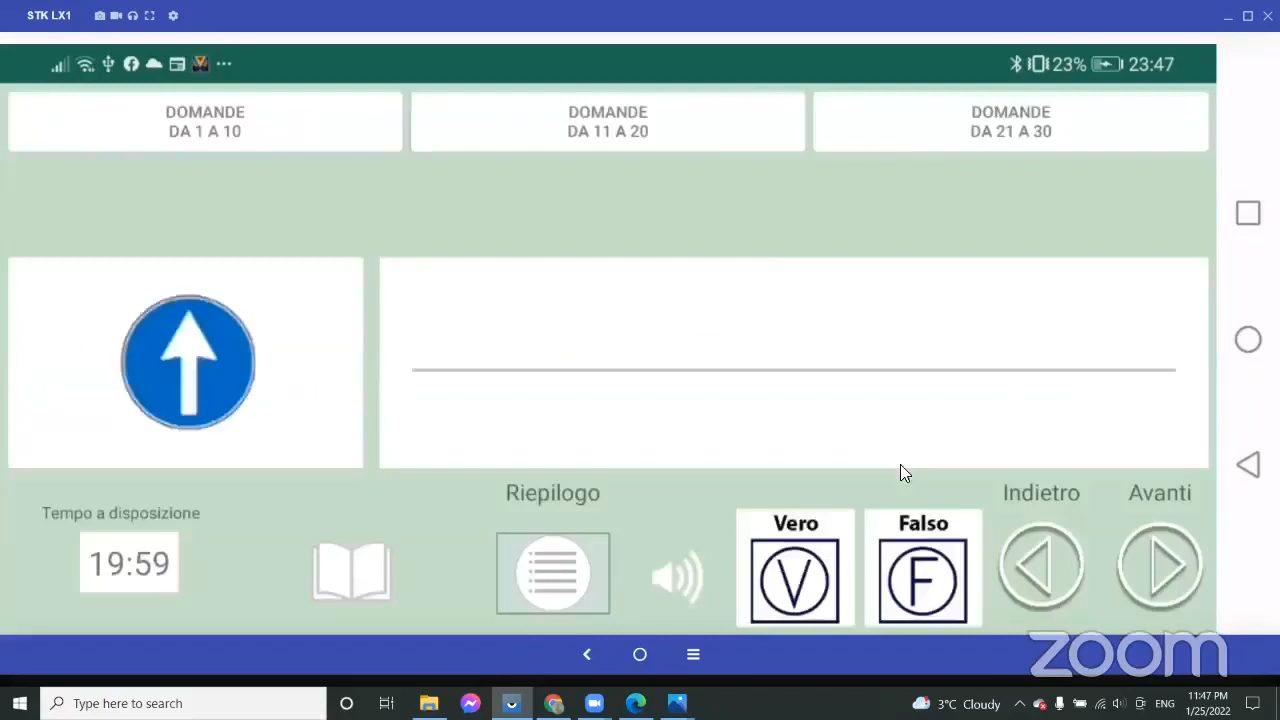 STK LX1
23% 23:47
DOMANDE
DA 1 A 10
DOMANDE
DA 11 A 20
DOMANDE
DA 21 A 30
Riepilogo
Indietro
Avanti
Tempo a disposizione
19:59
Vero
V
Falso
F
zoom
Type here to search
3°C Cloudy
ENG
11:47 PM
1/25/2022